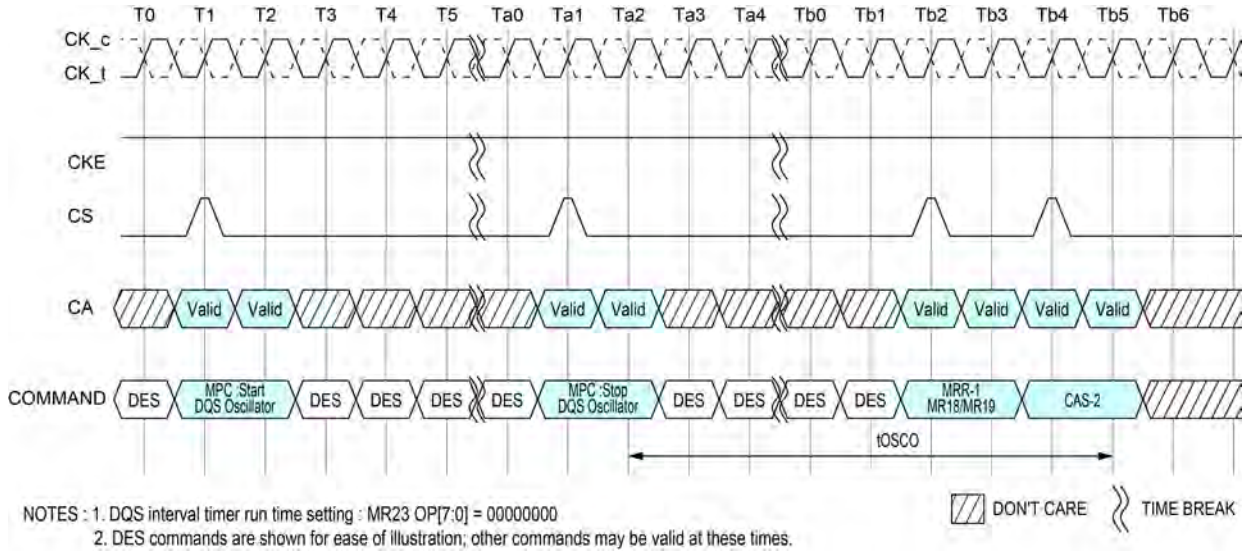 T0 T1 T2 T3 T4 T5 Ta0 Ta1 Ta2 Ta3 Ta4 Tb0 Tb1 Tb2 Tb3 Tb4 Tb5 Tb6
CK_c
CK_t
CKE
CS
CA Valid Valid Valid Valid Valid Valid Valid Valid
COMMAND DES MPC :Start DQS Oscillator DES DES DES DES MPC :Stop DQS Oscillator DES DES DES DES MRR-1 MR18/MR19 CAS-2
tOSCO
DON'T CARE TIME BREAK
NOTES : 1. DQS interval timer run time setting : MR23 OP[7:0] = 00000000
2. DES commands are shown for ease of illustration; other commands may be valid at these times.